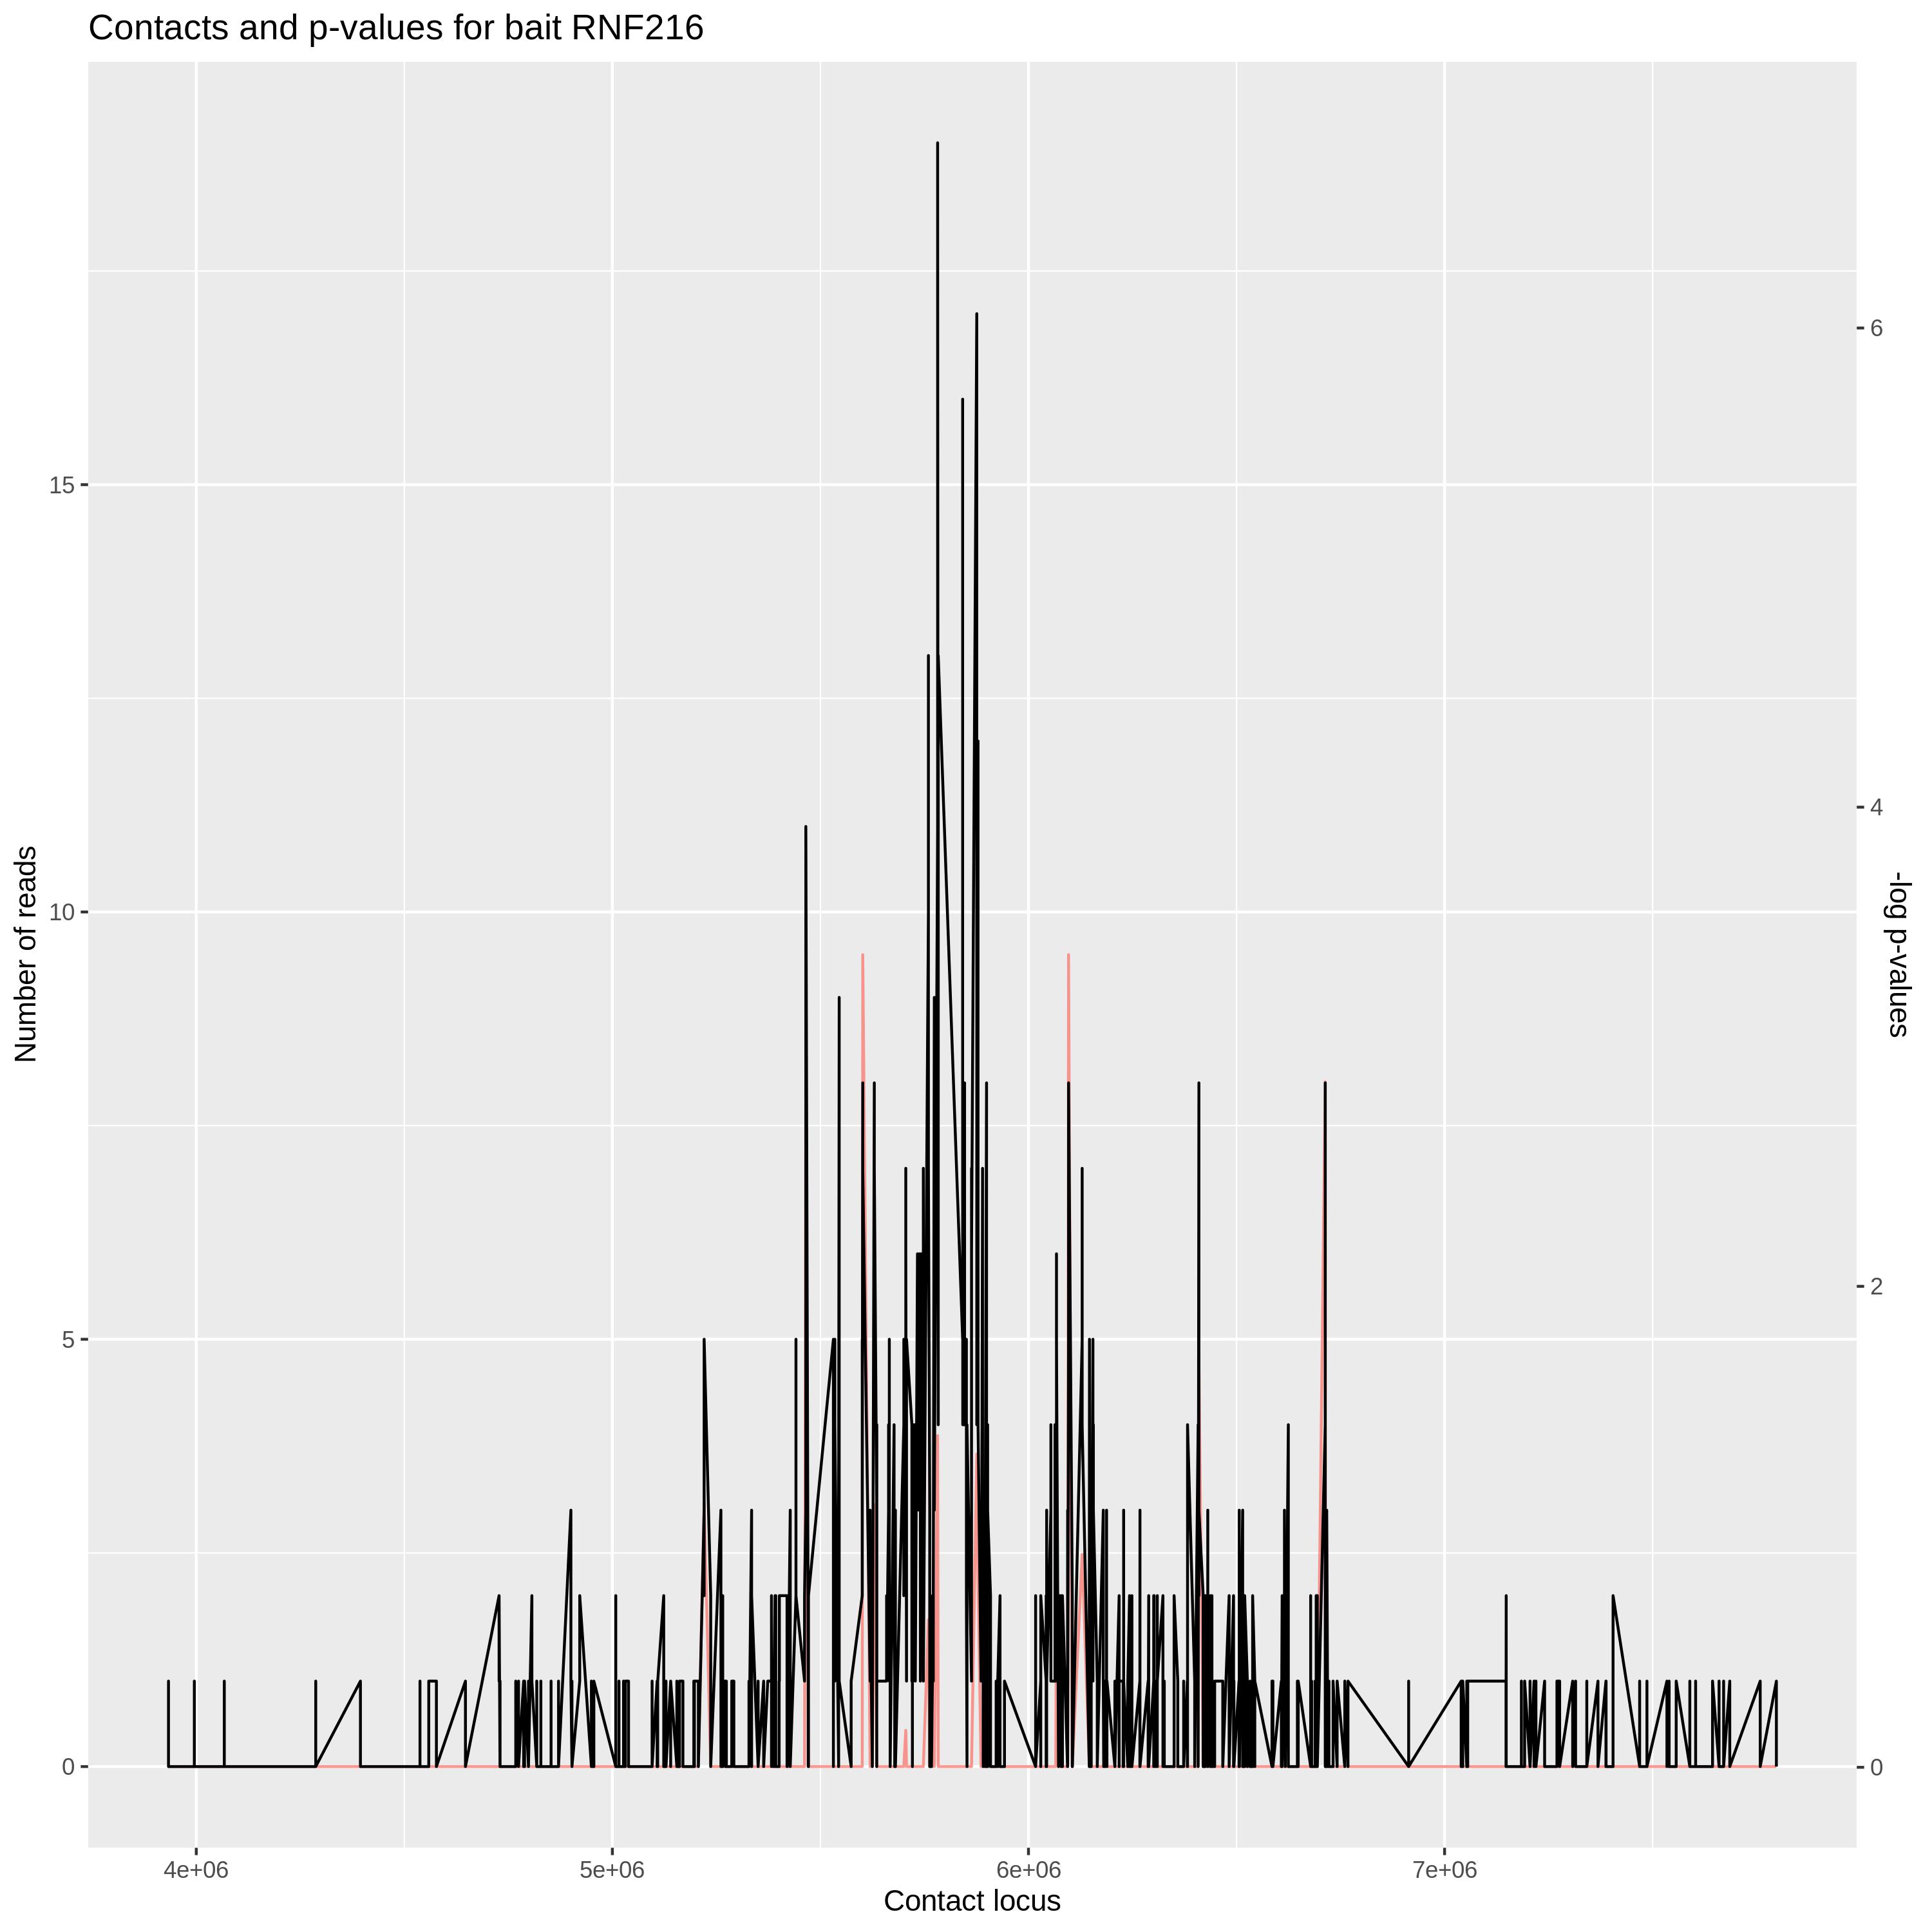 Contacts and p-values for bait RNF216
15
10
5
0
Number of reads
6
4
2
0
-log p-values
4e+06 5e+06 6e+06 7e+06
Contact locus